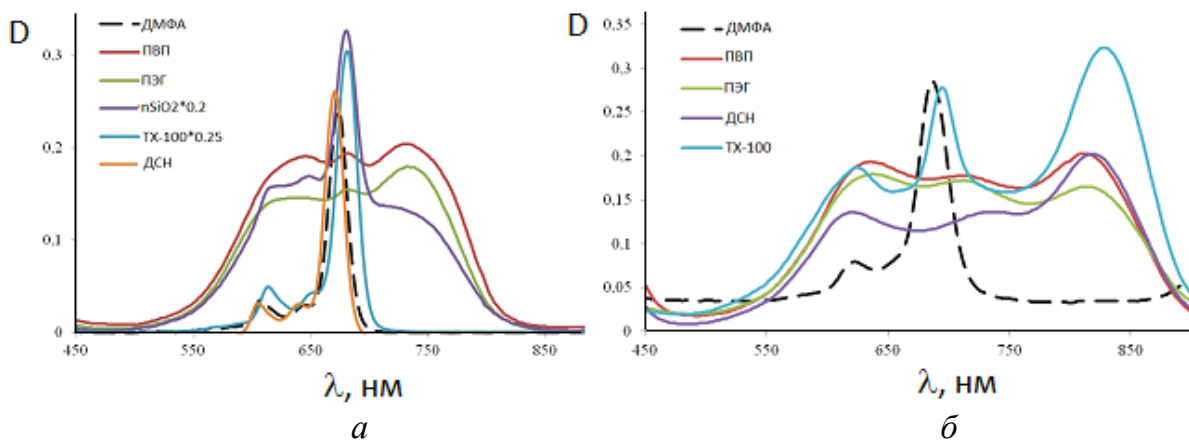 D
ДМФА
ПВП
ПЭГ
nSiO2*0.2
TX-100*0.25
ДСН
0,3
0,2
0,1
0
450
650
750
850
λ, нм
а
D
ДМФА
ПВП
ПЭГ
ДСН
TX-100
0,35
0,3
0,25
0,2
0,15
0,1
0,05
0
450
550
650
750
850
λ, нм
б